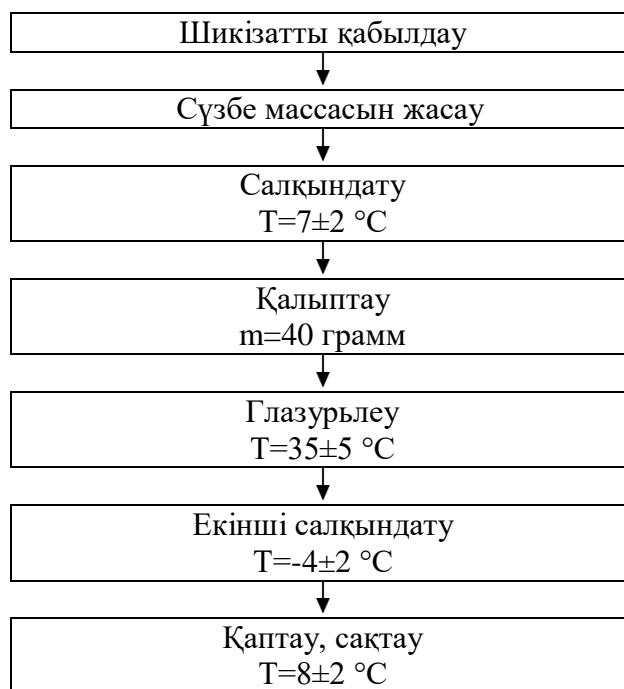 Шикізатты қабылдау
Сүзбе массасын жасау
Салқындату
Т=7±2 °С
Қалыптау
m=40 грамм
Глазурьлеу
Т=35±5 °С
Екінші салқындату
Т=-4±2 °С
Қаптау, сақтау
Т=8±2 °С